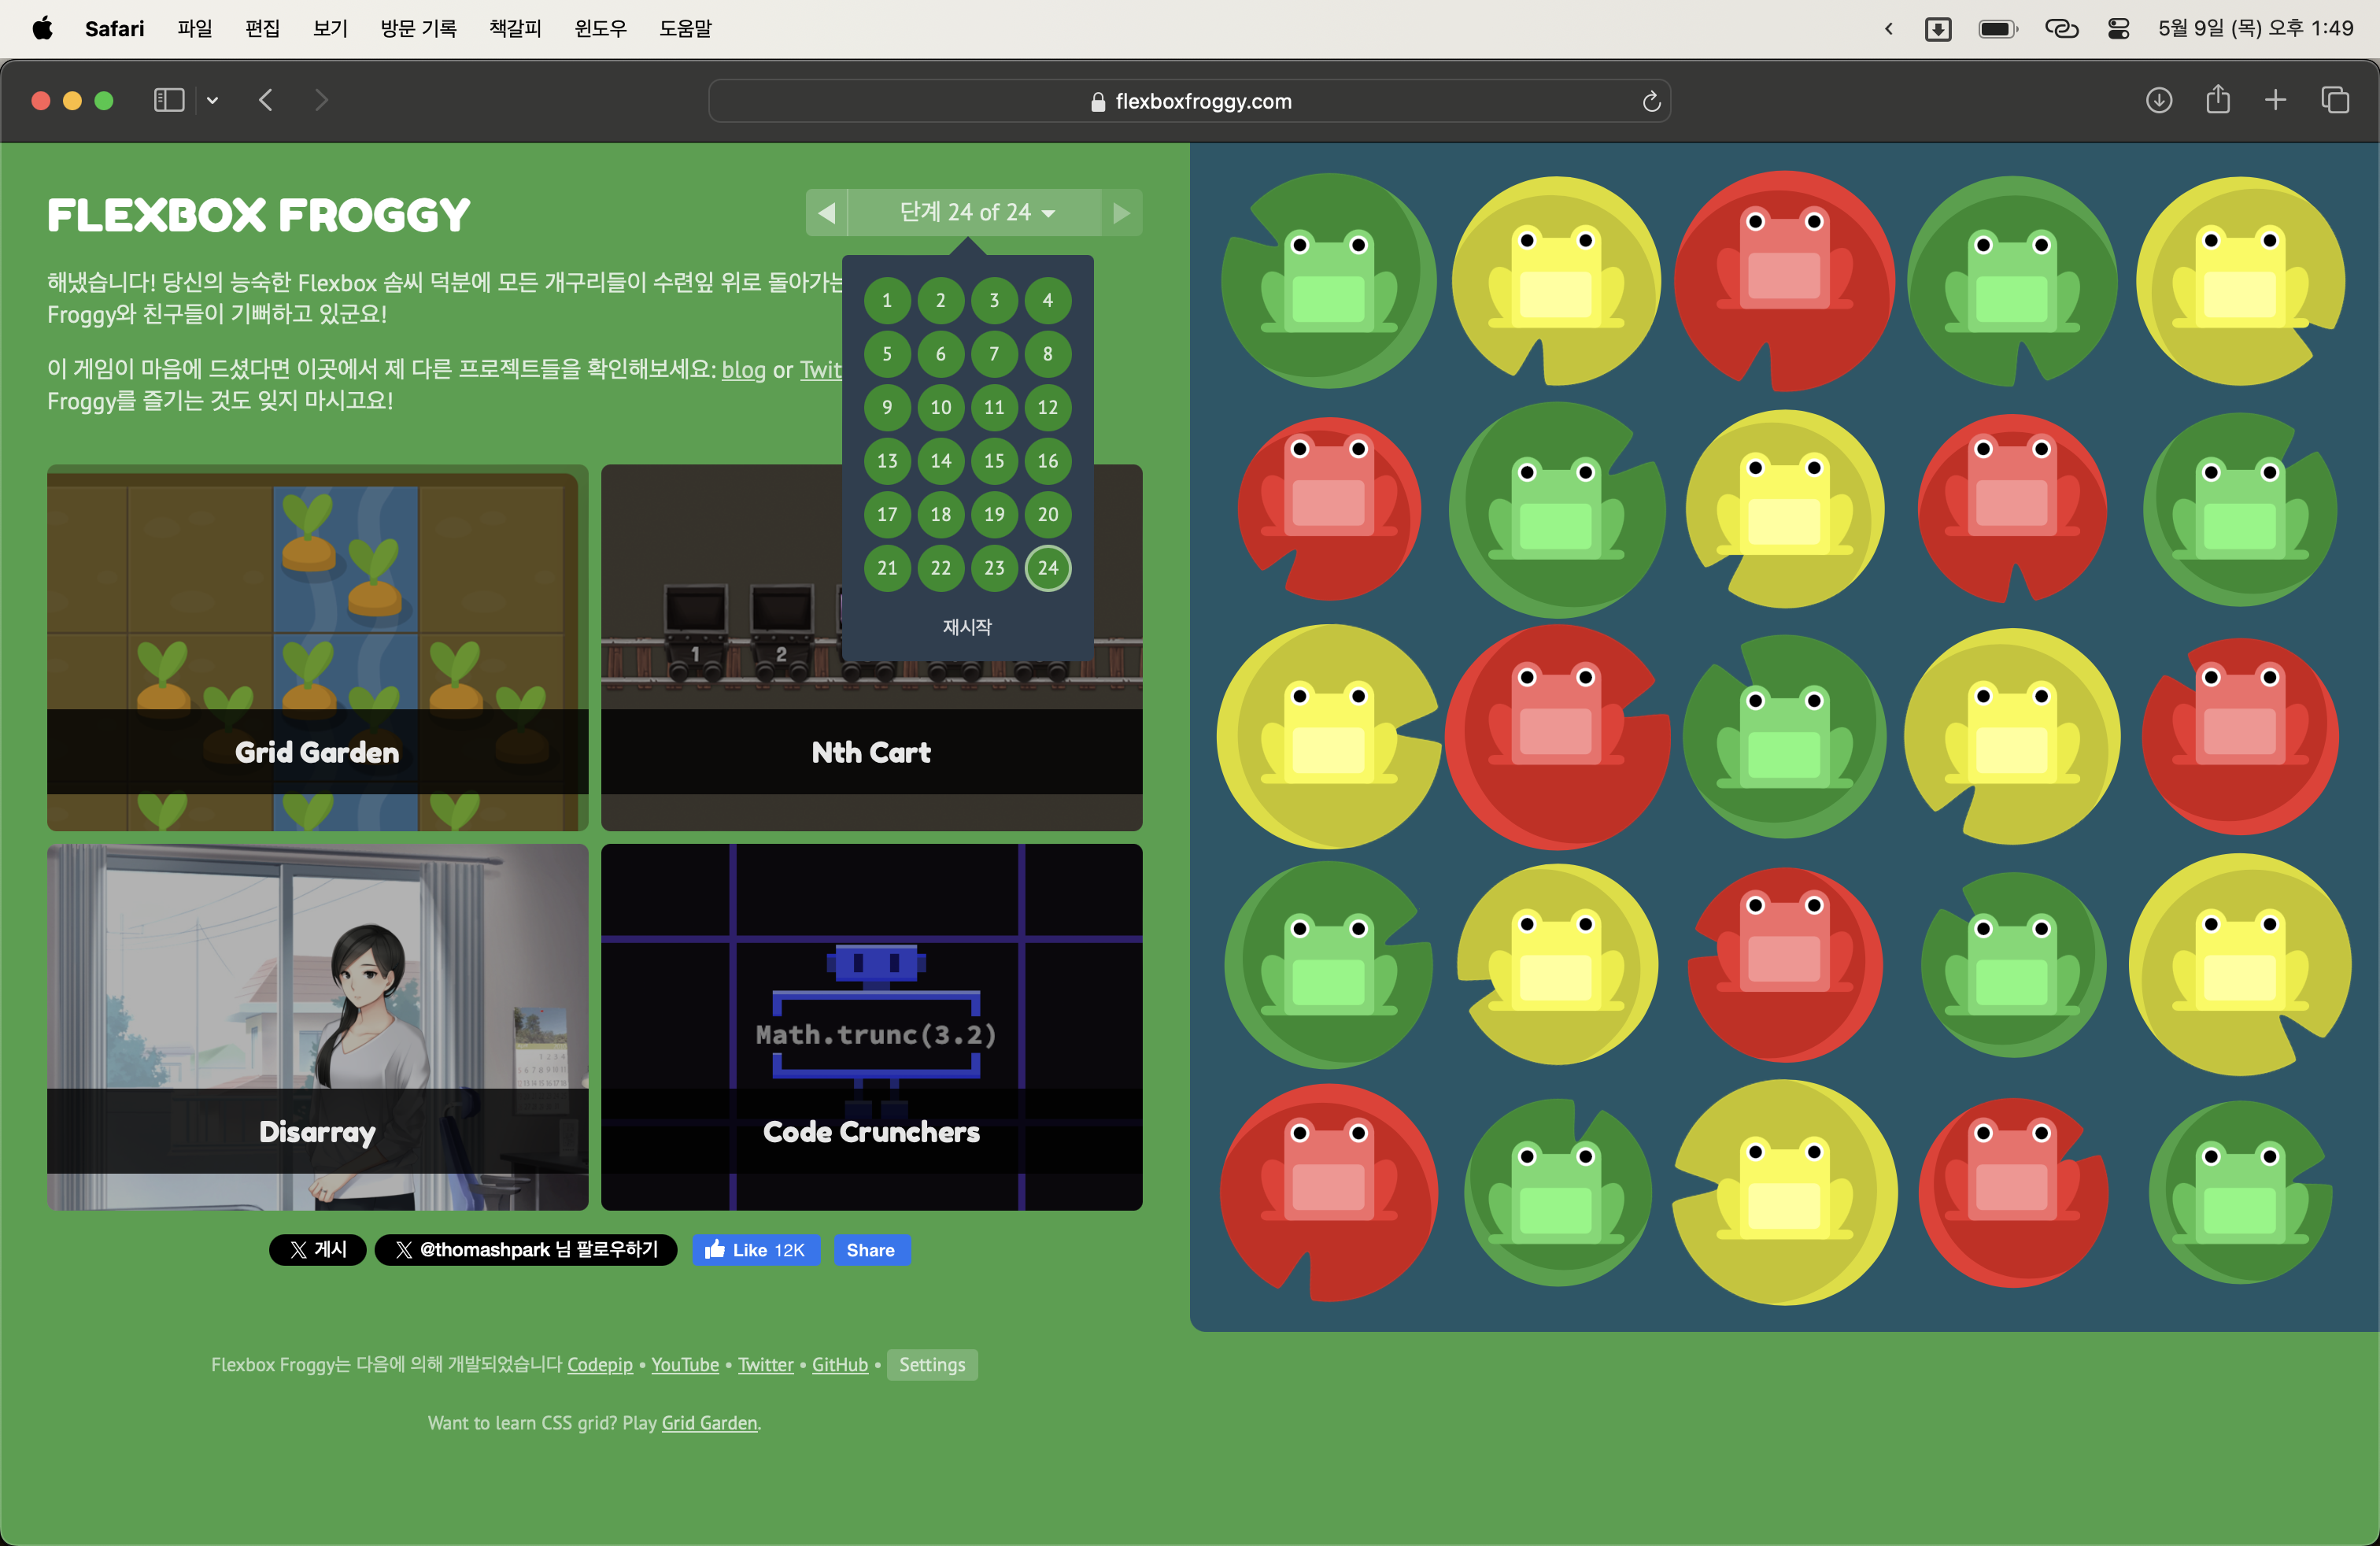 Safari 파일 편집 보기 방문 기록 책갈피 윈도우 도움말 5월 9일 (목) 오후 1:49
flexboxfroggy.com
FLEXBOX FROGGY
단계 24 of 24
해냈습니다! 당신의 능숙한 Flexbox 솜씨 덕분에 모든 개구리들이 수련잎 위로 돌아가는
Froggy와 친구들이 기뻐하고 있군요!
이 게임이 마음에 드셨다면 이곳에서 제 다른 프로젝트들을 확인해보세요: blog or Twit
Froggy를 즐기는 것도 잊지 마시고요!
1 2 3 4
5 6 7 8
9 10 11 12
13 14 15 16
17 18 19 20
21 22 23 24
재시작
1 2
Grid Garden
Nth Cart
Math.trunc(3.2)
Disarray
Code Crunchers
게시
@thomashpark 님 팔로우하기
Like 12K
Share
Flexbox Froggy는 다음에 의해 개발되었습니다 Codepip • YouTube • Twitter • GitHub • Settings
Want to learn CSS grid? Play Grid Garden.